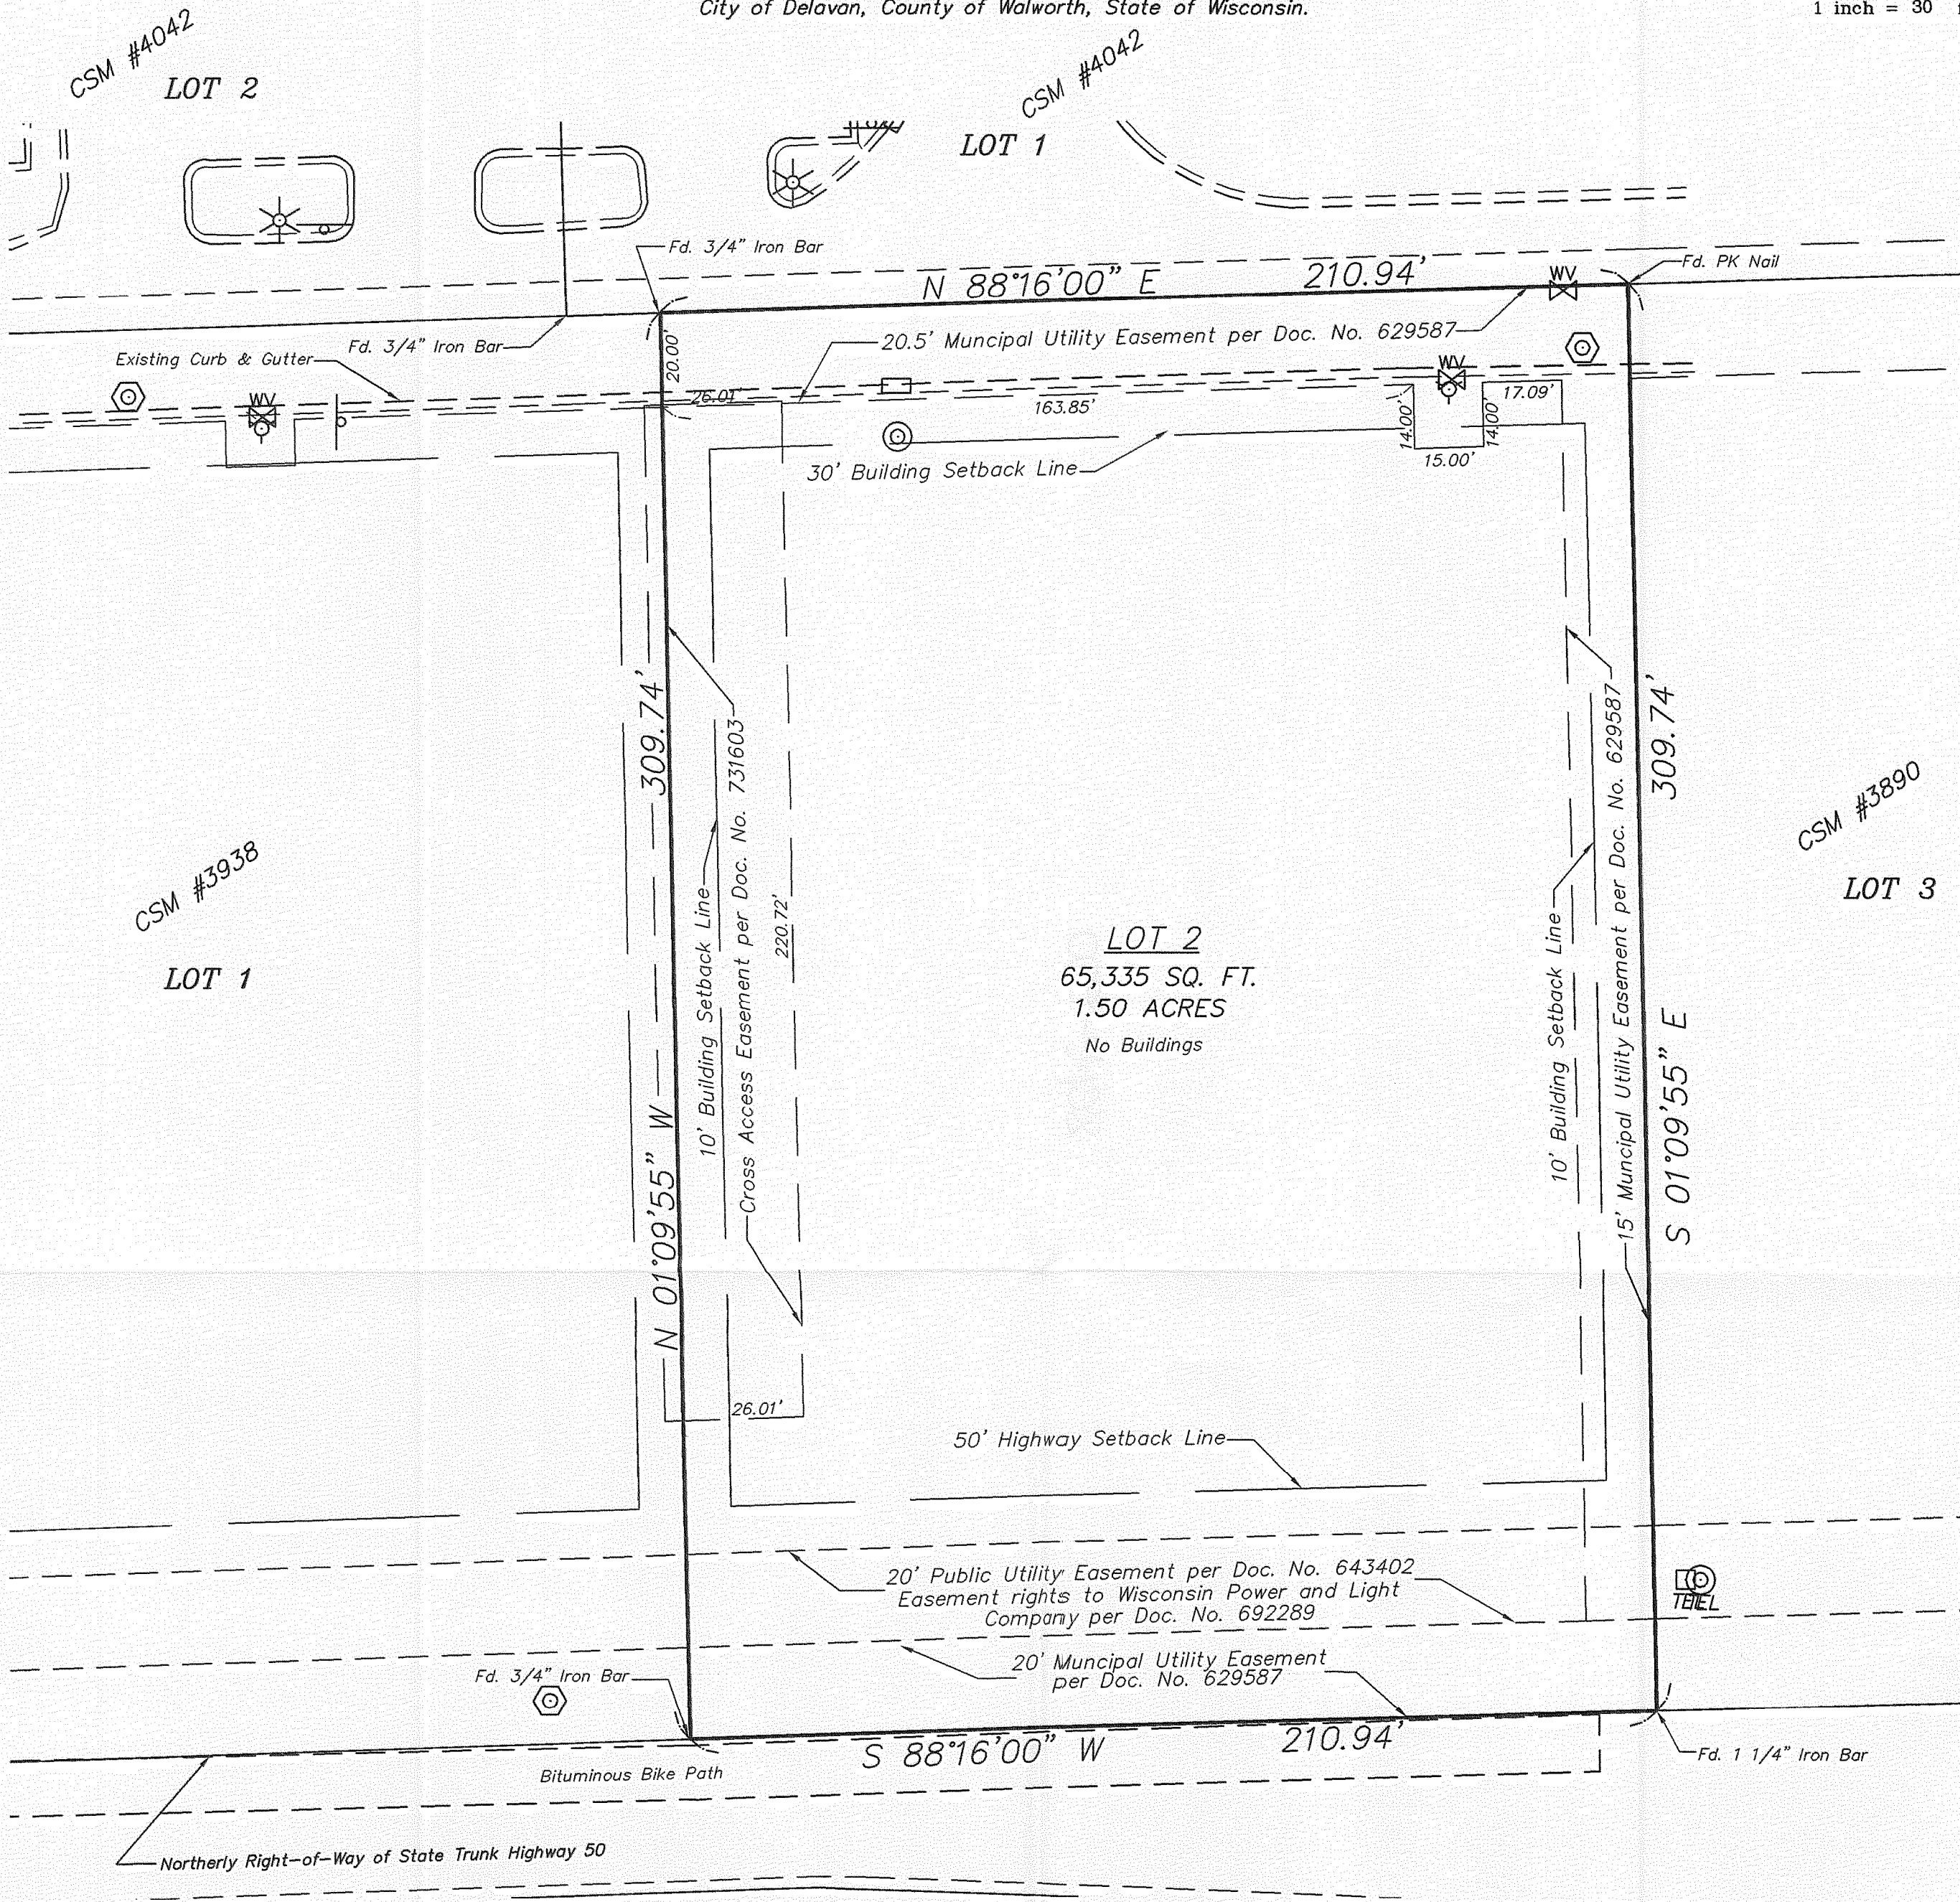 City of Delavan, County of Walworth, State of Wisconsin.
1 inch = 30
CSM #4042
LOT 2
CSM #4042
LOT 1
Fd. 3/4" Iron Bar
N 88°16'00" E 210.94'
WV
Fd. PK Nail
20.00'
20.5' Muncipal Utility Easement per Doc. No. 629587
Existing Curb & Gutter
Fd. 3/4" Iron Bar
WV
WV
26.01'
163.85'
17.09'
14.00'
14.00'
15.00'
30' Building Setback Line
309.74'
N 01°09'55" W
10' Building Setback Line
Cross Access Easement per Doc. No. 731603
220.72'
10' Building Setback Line
15' Muncipal Utility Easement per Doc. No. 629587
309.74'
S 01°09'55" E
CSM #3938
LOT 1
CSM #3890
LOT 3
LOT 2
65,335 SQ. FT.
1.50 ACRES
No Buildings
26.01'
50' Highway Setback Line
20' Public Utility Easement per Doc. No. 643402
Easement rights to Wisconsin Power and Light
Company per Doc. No. 692289
TEL
20' Muncipal Utility Easement
per Doc. No. 629587
Fd. 3/4" Iron Bar
S 88°16'00" W 210.94'
Fd. 1 1/4" Iron Bar
Bituminous Bike Path
Northerly Right-of-Way of State Trunk Highway 50